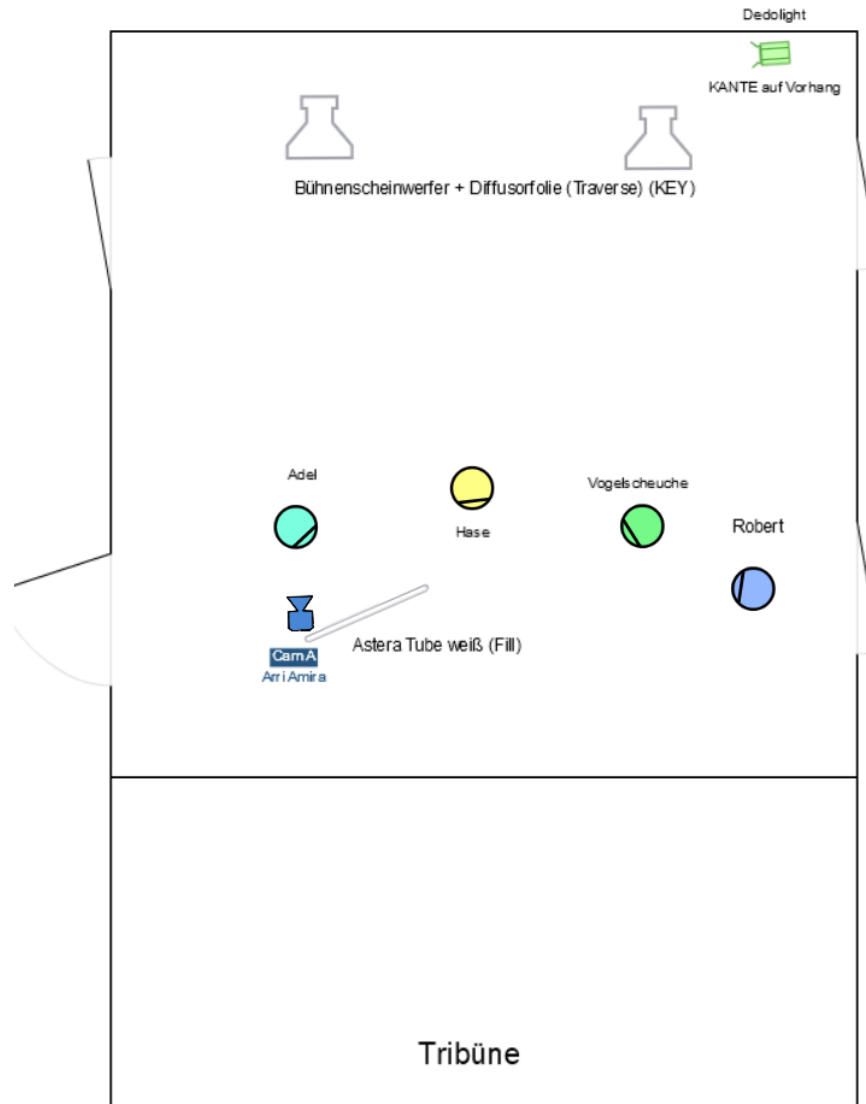 Dedolight
KANTE auf Vorhang
Bühnenscheinwerfer + Diffusorfolie (Traverse) (KEY)
Adel
Hase
Vogelscheuche
Robert
Astera Tube weiß (Fill)
Cam A
Arri Amira
Tribüne